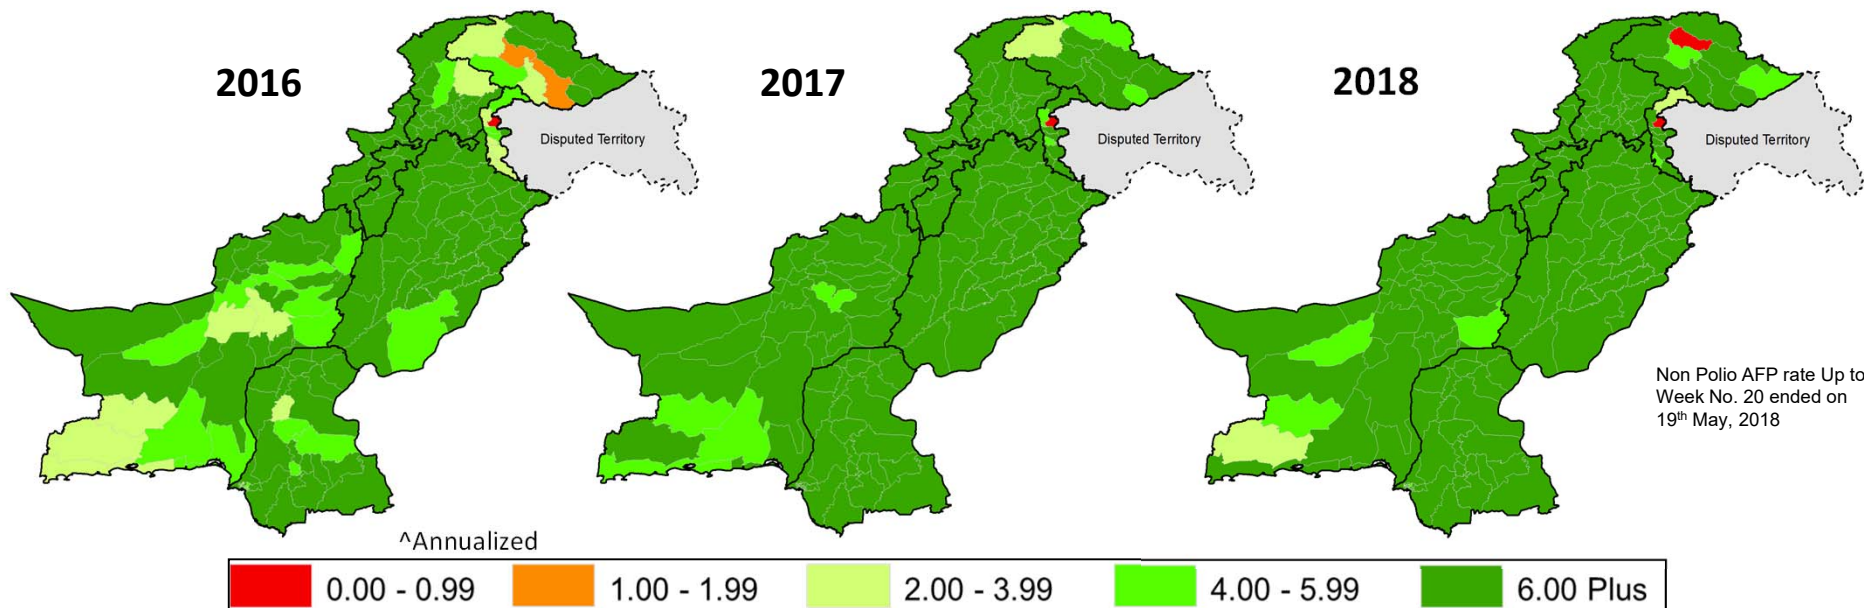 2016
2017
2018
Disputed Territory
Disputed Territory
Disputed Territory
Non Polio AFP rate Up to
Week No. 20 ended on
19th May, 2018
^Annualized
0.00 - 0.99
1.00 - 1.99
2.00 - 3.99
4.00 - 5.99
6.00 Plus